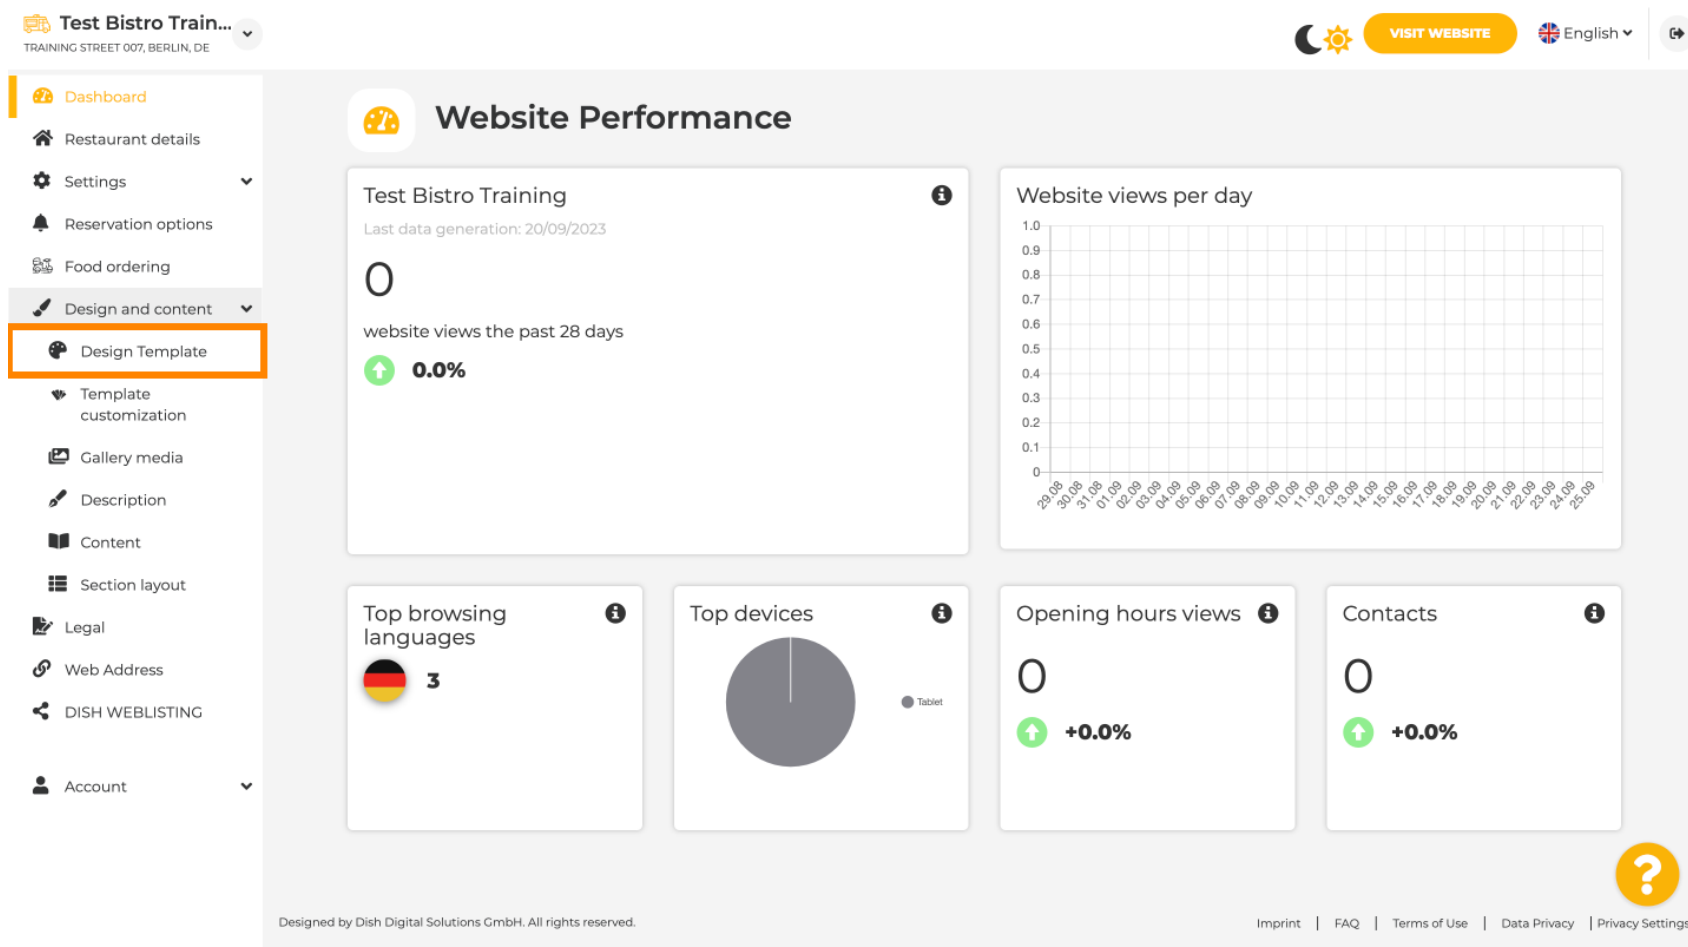 Test Bistro Train...
TRAINING STREET 007, BERLIN, DE
VISIT WEBSITE
English
Dashboard
Restaurant details
Settings
Reservation options
Food ordering
Design and content
Design Template
Template
customization
Gallery media
Description
Content
Section layout
Legal
Web Address
DISH WEBLISTING
Account
Website Performance
Test Bistro Training
Last data generation: 20/09/2023
0
website views the past 28 days
0.0%
Website views per day
1.0
0.9
0.8
0.7
0.6
0.5
0.4
0.3
0.2
0.1
0
29.08 30.08 31.08 01.09 02.09 03.09 04.09 05.09 06.09 07.09 08.09 09.09 10.09 11.09 12.09 13.09 14.09 15.09 16.09 17.09 18.09 19.09 20.09 21.09 22.09 23.09 24.09 25.09
Top browsing
languages
3
Top devices
Tablet
Opening hours views
0
+0.0%
Contacts
0
+0.0%
?
Designed by Dish Digital Solutions GmbH. All rights reserved.
Imprint | FAQ | Terms of Use | Data Privacy | Privacy Settings